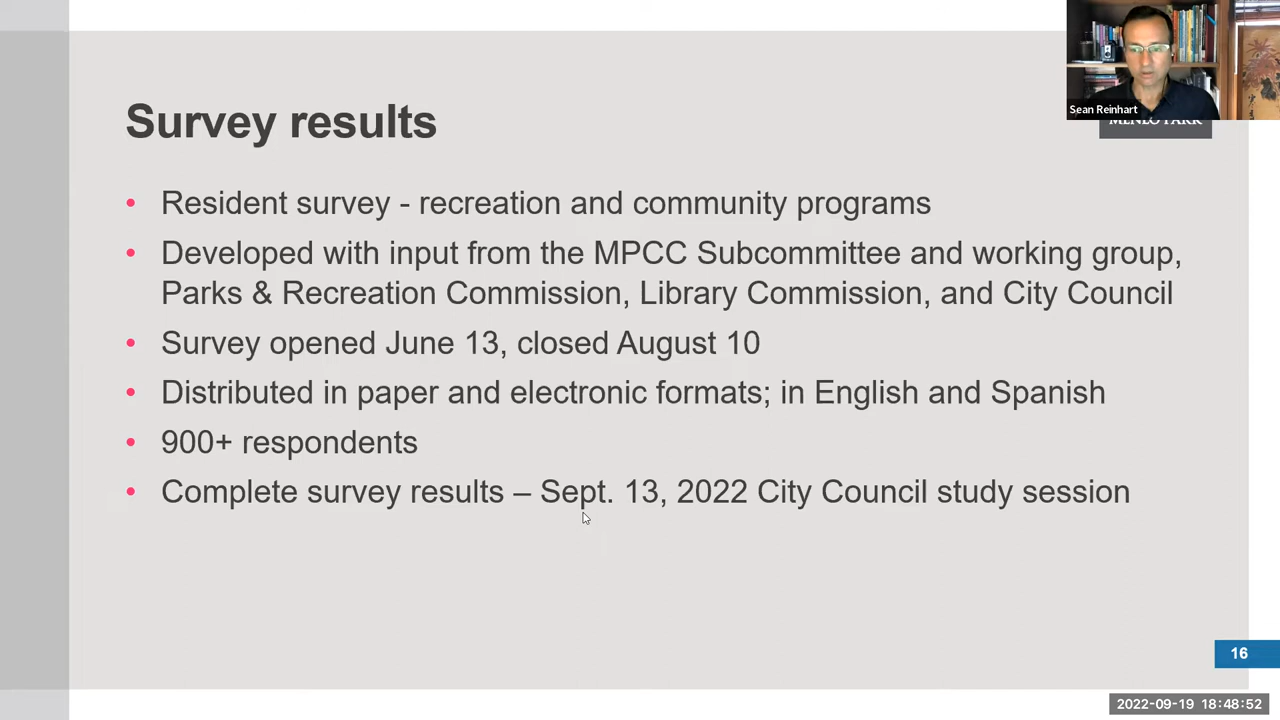 Sean Reinhart
MENLO PARK
Survey results
• Resident survey - recreation and community programs
• Developed with input from the MPCC Subcommittee and working group,
Parks & Recreation Commission, Library Commission, and City Council
• Survey opened June 13, closed August 10
• Distributed in paper and electronic formats; in English and Spanish
• 900+ respondents
• Complete survey results – Sept. 13, 2022 City Council study session
16
2022-09-19 18:48:52